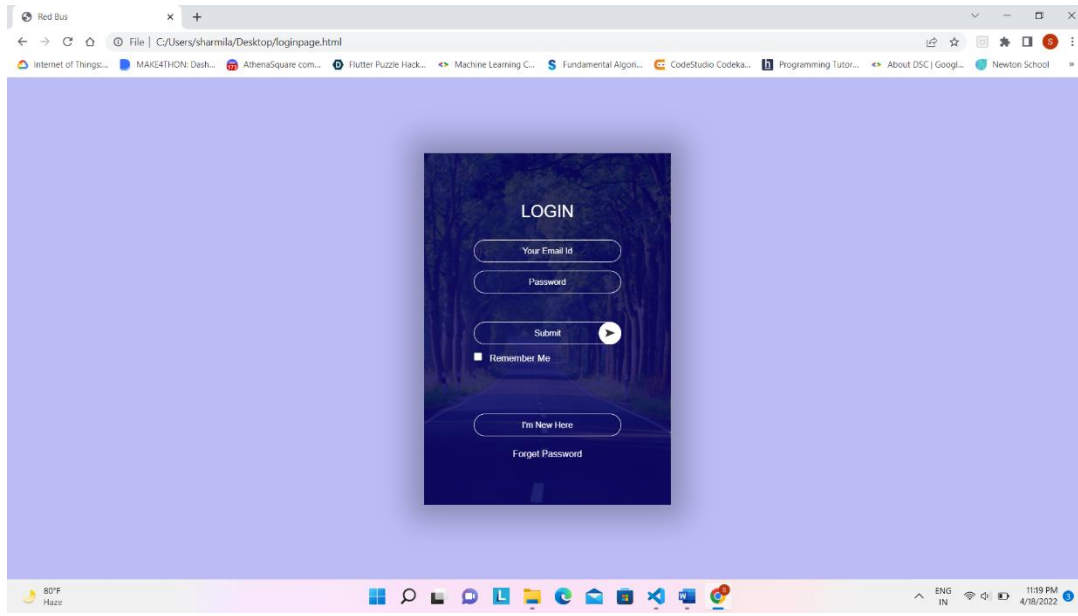 Red Bus
File | C:/Users/sharmila/Desktop/loginpage.html
S
Internet of Things:... MAKE4THON: Dash... AthenaSquare com... Flutter Puzzle Hack... Machine Learning C... Fundamental Algori... CodeStudio Codeka... Programming Tutor... About DSC | Googl... Newton School »
LOGIN
Your Email Id
Password
Submit
Remember Me
I'm New Here
Forget Password
80°F
Haze
ENG
IN
11:19 PM
4/18/2022
3